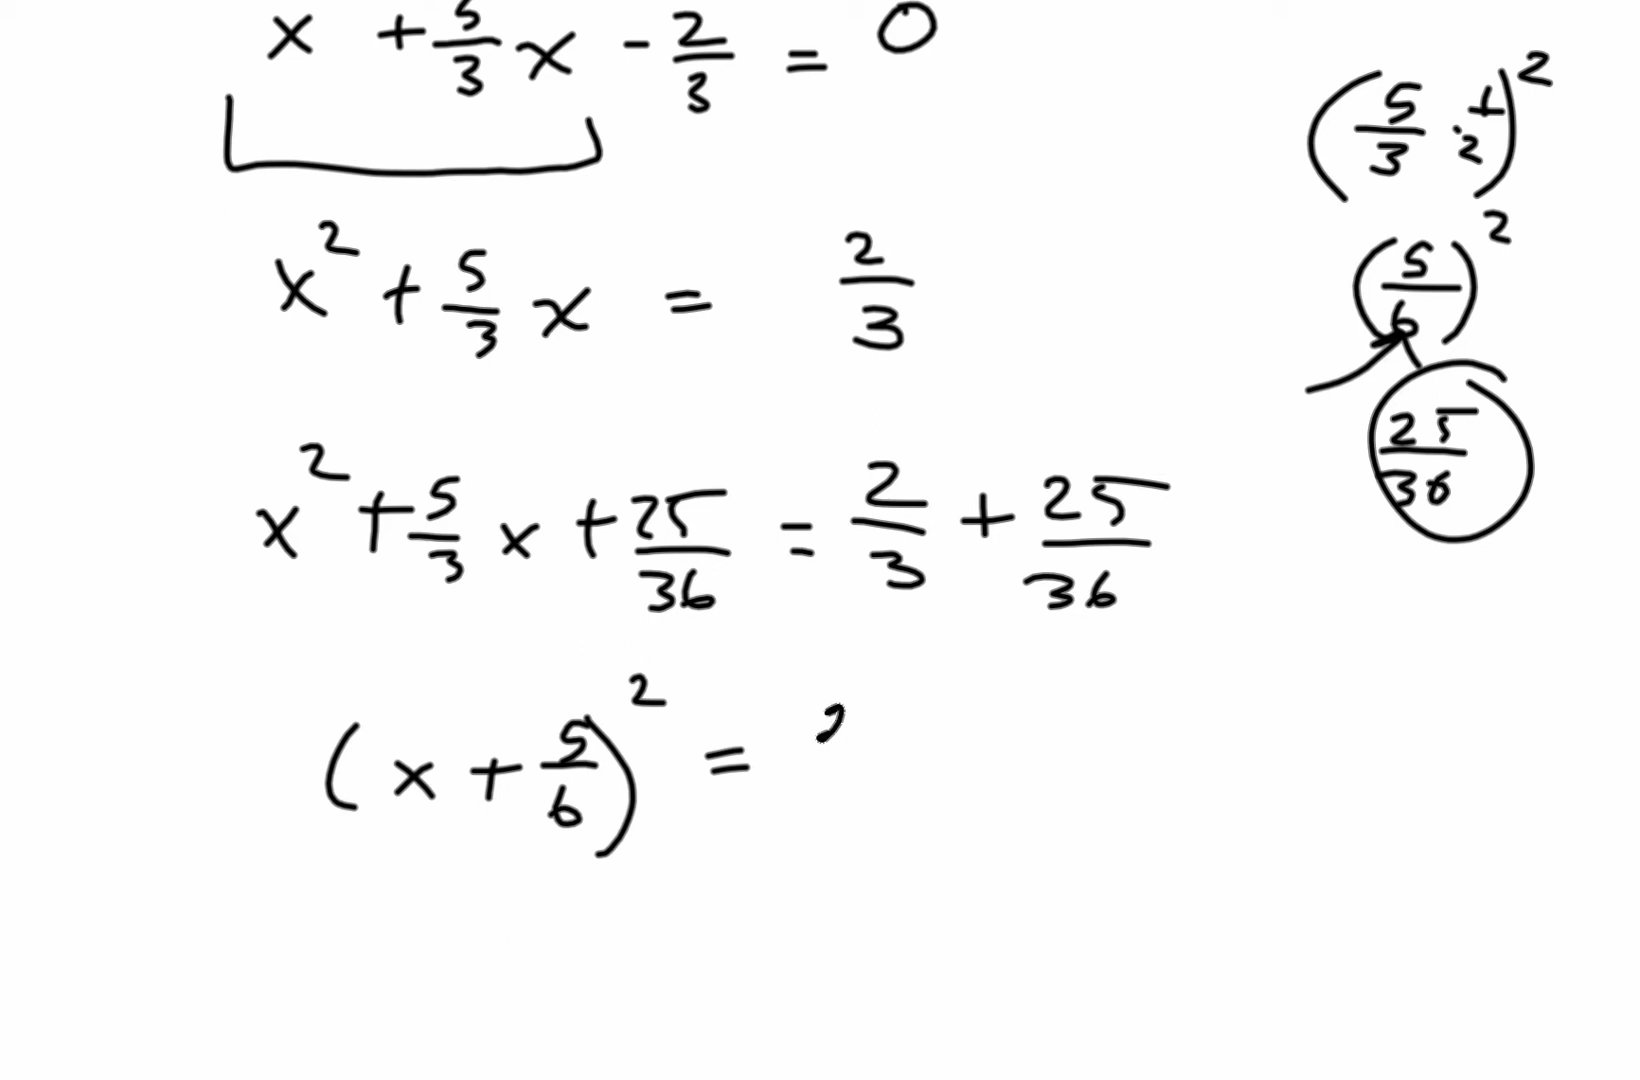 x + 5/3 x - 2/3 = 0
x² + 5/3 x = 2/3
x² + 5/3 x + 25/36 = 2/3 + 25/36
(x + 5/6)² =
(5/3 · 1/2)²
(5/6)²
25/36